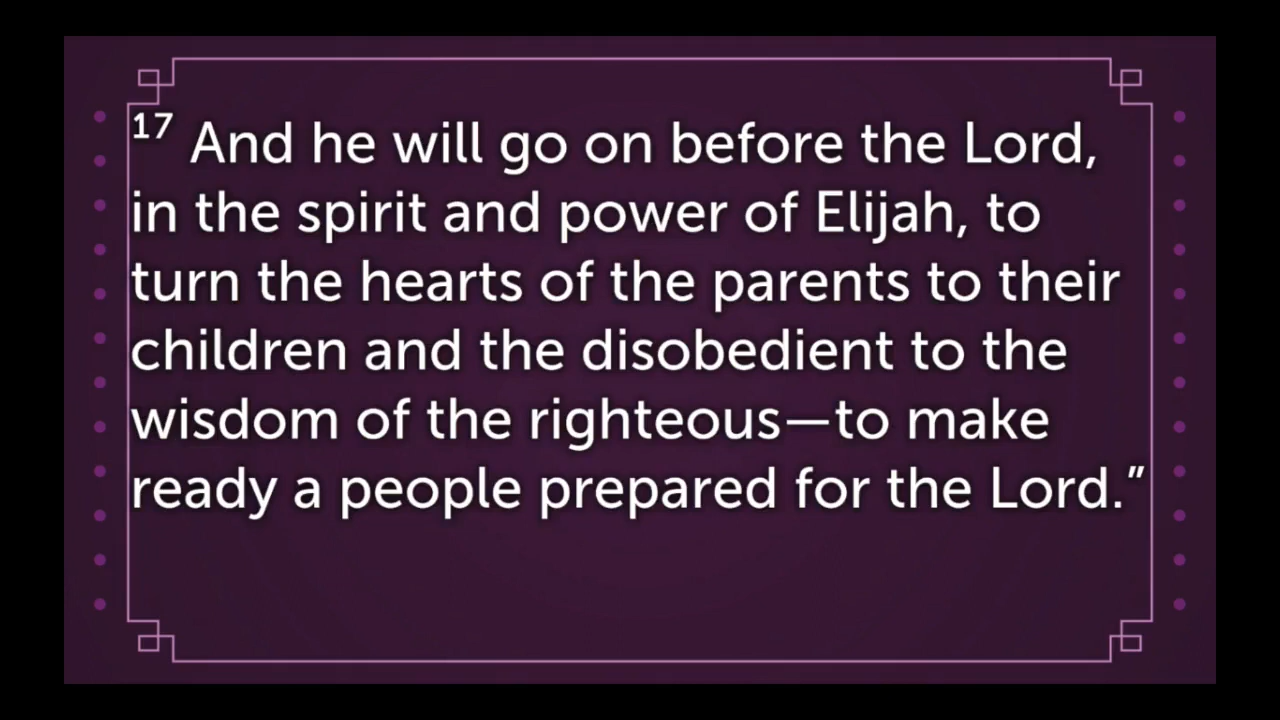 17 And he will go on before the Lord,
in the spirit and power of Elijah, to
turn the hearts of the parents to their
children and the disobedient to the
wisdom of the righteous—to make
ready a people prepared for the Lord.”